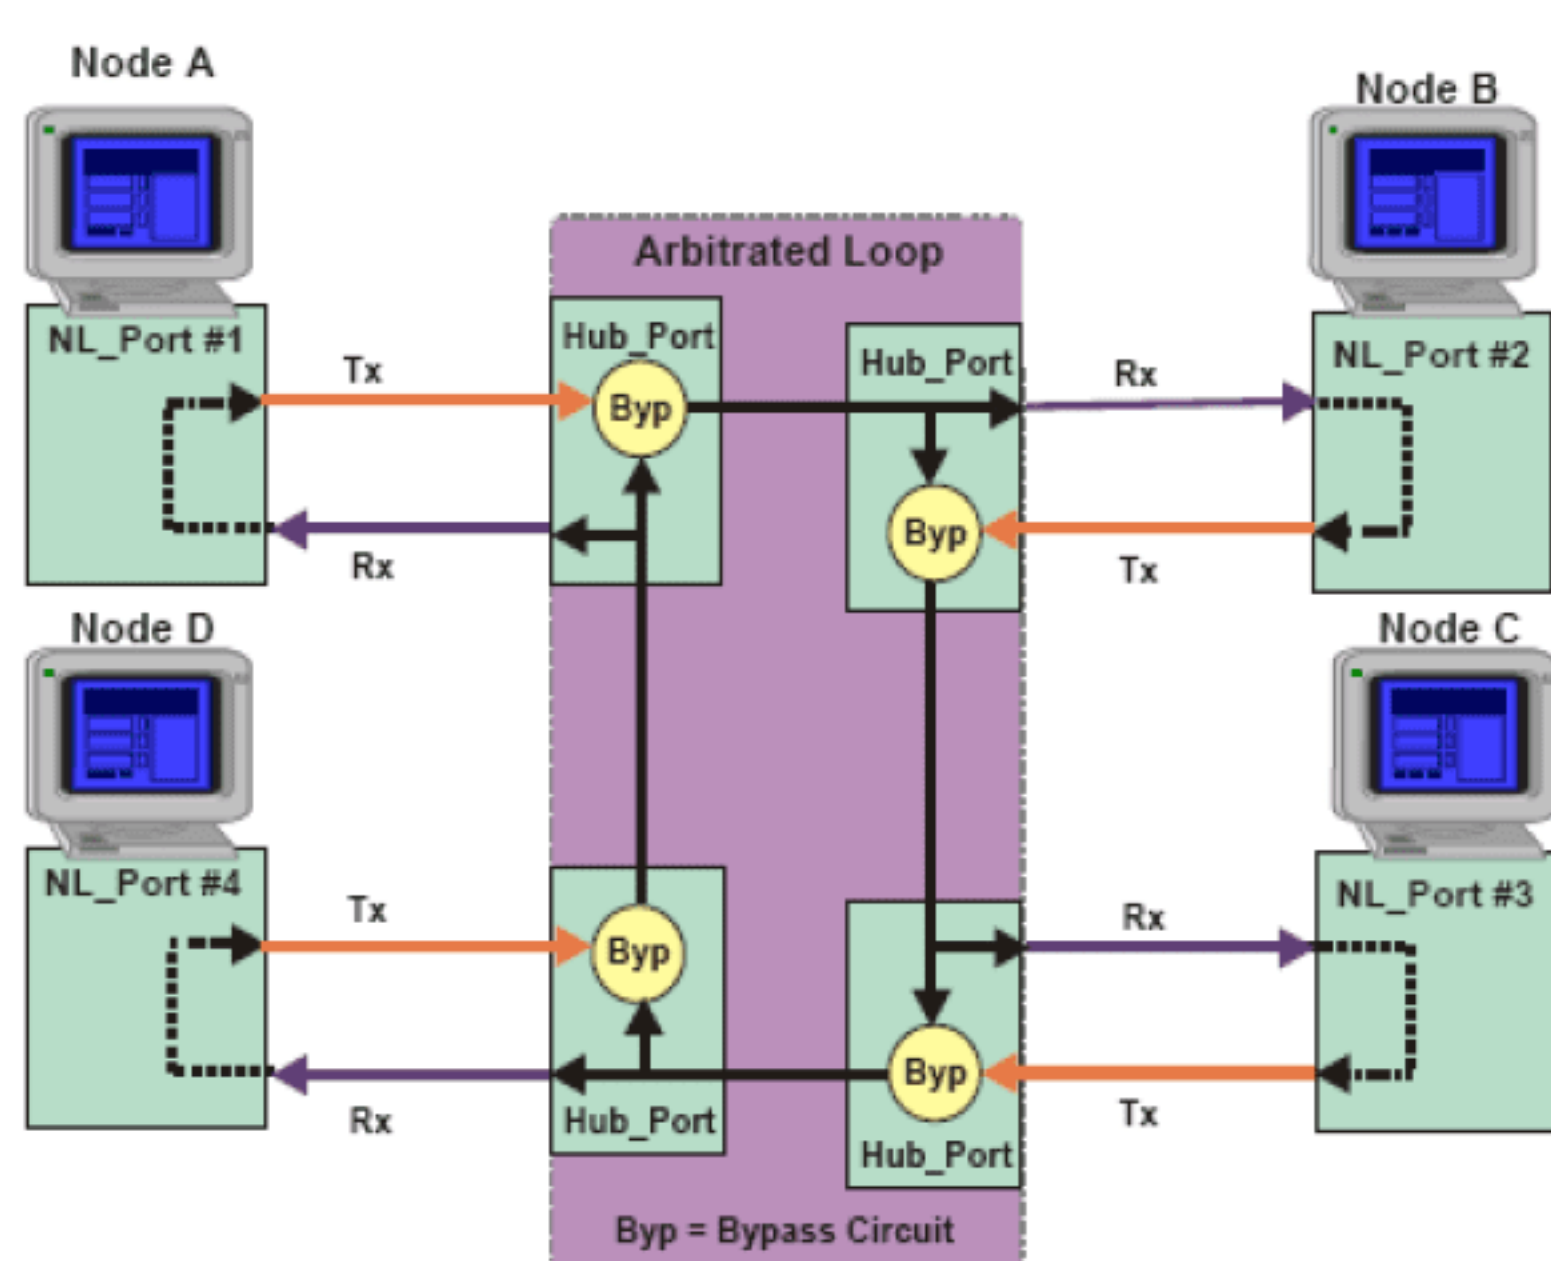 Node A
Node B
Arbitrated Loop
NL_Port #1
Hub_Port
Hub_Port
NL_Port #2
Tx
Rx
Byp
Byp
Rx
Tx
Node D
Node C
NL_Port #4
NL_Port #3
Tx
Rx
Byp
Byp
Rx
Hub_Port
Tx
Hub_Port
Byp = Bypass Circuit